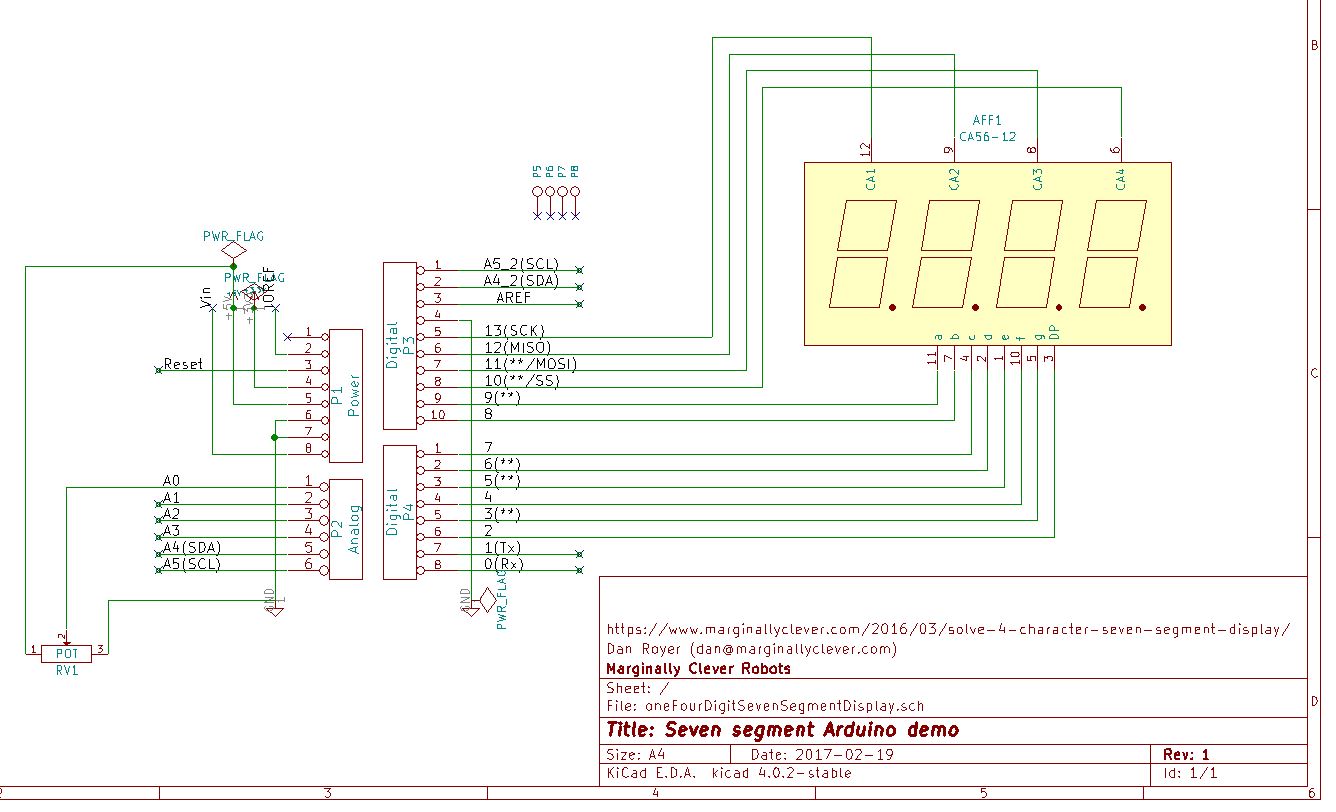 B
AFF1
CA56-12
12
9
8
6
CA1
CA2
CA3
CA4
P5
P6
P7
P8
PWR_FLAG
PWR_FLAG
Vin
IOREF
+5V
A5_2(SCL)
A4_2(SDA)
AREF
13(SCK)
12(MISO)
11(**/MOSI)
10(**/SS)
9(**)
8
1
2
3
4
5
6
7
8
9
10
Digital
P3
a
b
c
d
e
f
g
DP
11
7
4
2
1
10
5
3
C
Reset
1
2
3
4
5
6
7
8
P1
Power
7
6(**)
5(**)
4
3(**)
2
1(Tx)
0(Rx)
1
2
3
4
5
6
7
8
Digital
P4
A0
A1
A2
A3
A4(SDA)
A5(SCL)
1
2
3
4
5
6
P2
Analog
GND
GND
PWR_FLAG
2
1
POT
3
RV1
https://www.marginallyclever.com/2016/03/solve-4-character-seven-segment-display/
Dan Royer (dan@marginallyclever.com)
Marginally Clever Robots
Sheet: /
File: oneFourDigitSevenSegmentDisplay.sch
Title: Seven segment Arduino demo
Size: A4
Date: 2017-02-19
Rev: 1
KiCad E.D.A. kicad 4.0.2-stable
Id: 1/1
D
2
3
4
5
6